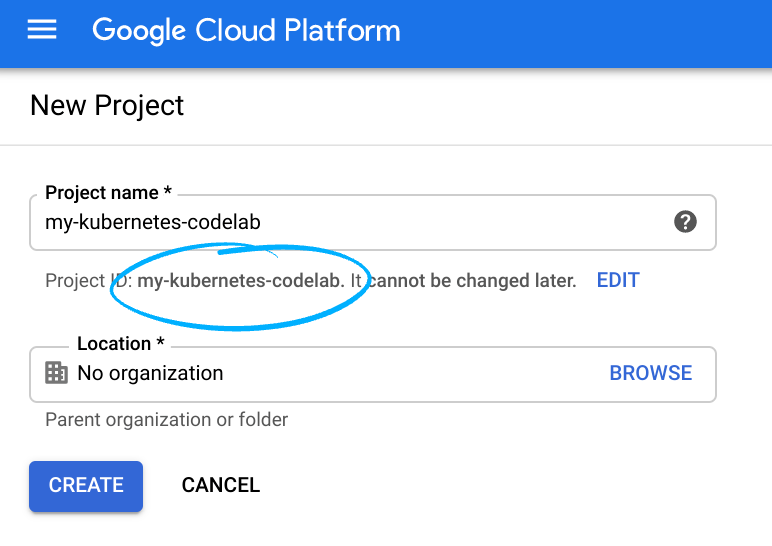 Google Cloud Platform
New Project
Project name *
my-kubernetes-codelab
?
Project ID: my-kubernetes-codelab. It cannot be changed later. EDIT
Location *
No organization BROWSE
Parent organization or folder
CREATE CANCEL